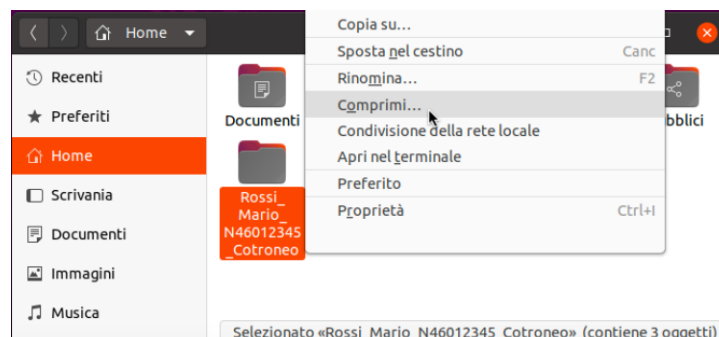 Home
Copia su...
Sposta nel cestino Canc
Rinomina... F2
Comprimi...
Condivisione della rete locale
Apri nel terminale
Preferito
Proprietà Ctrl+I
Recenti
Preferiti
Home
Scrivania
Documenti
Immagini
Musica
Documenti
bblici
Rossi_
Mario_
N46012345
_Cotroneo
Selezionato «Rossi_Mario_N46012345_Cotroneo» (contiene 3 oggetti)